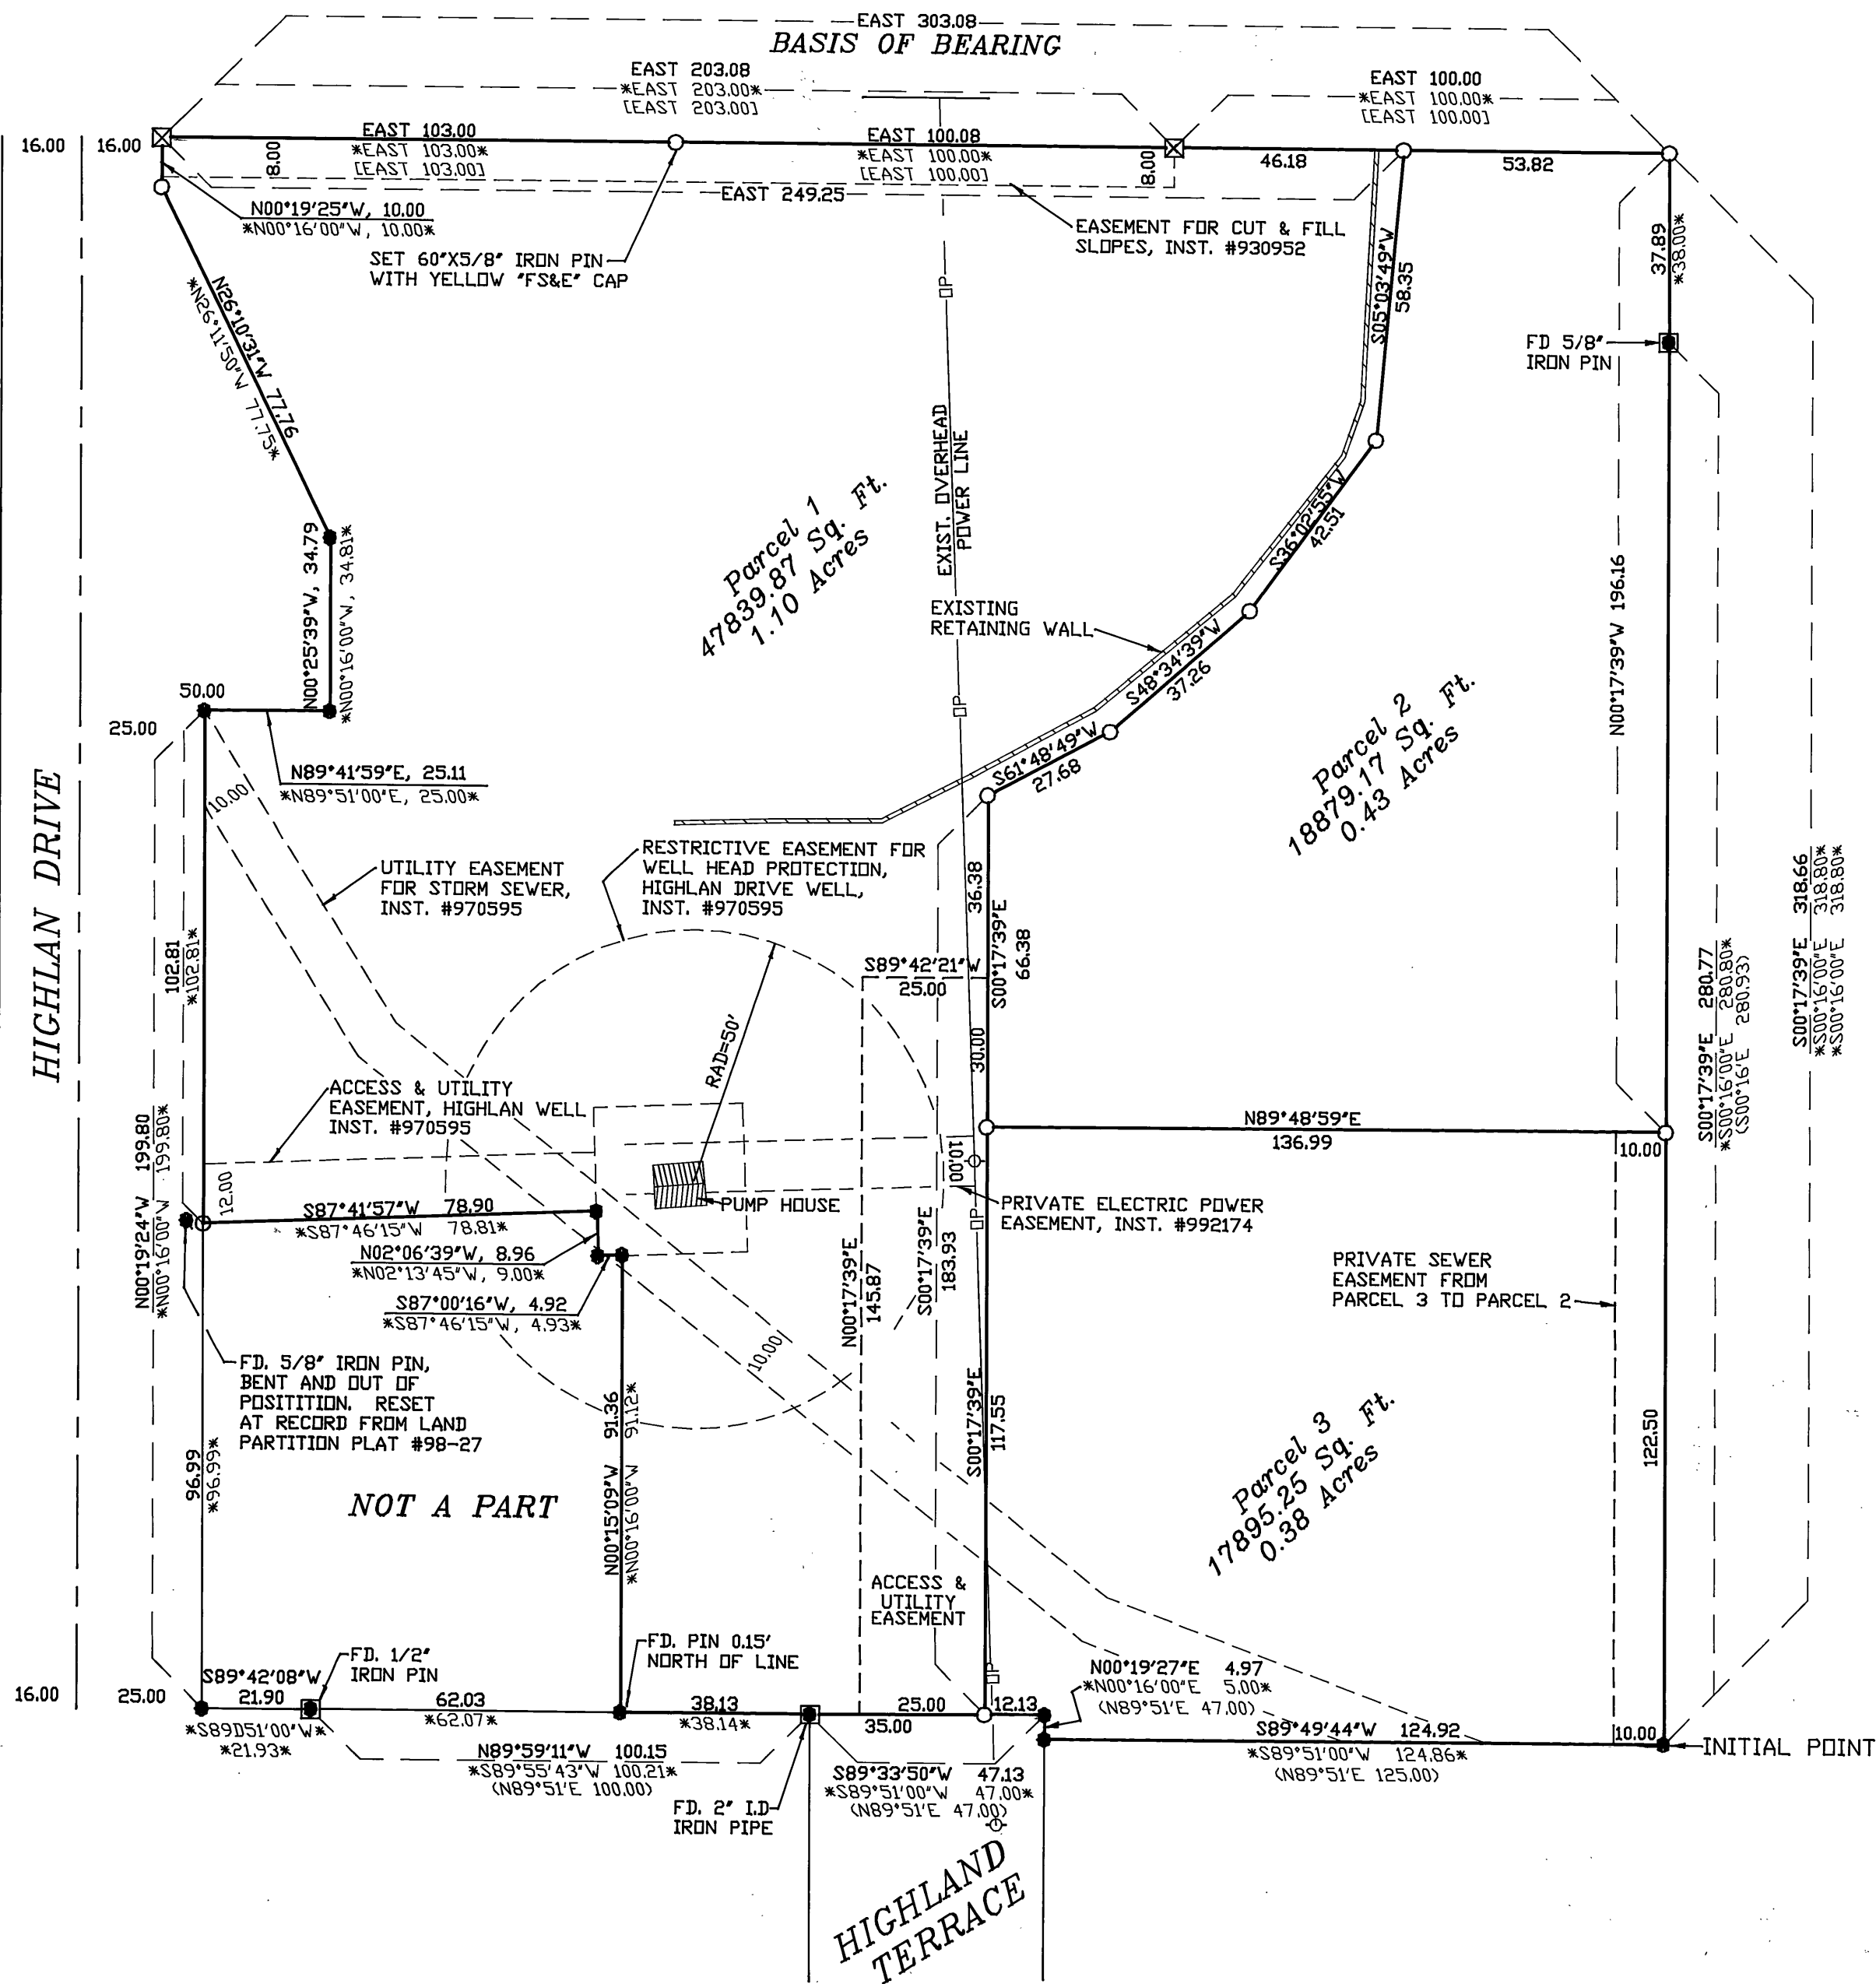 EAST 303.08
BASIS OF BEARING
EAST 203.08
*EAST 203.00*
[EAST 203.00]
EAST 100.00
*EAST 100.00*
[EAST 100.00]
16.00
16.00
EAST 103.00
*EAST 103.00*
[EAST 103.00]
8.00
EAST 100.08
*EAST 100.00*
[EAST 100.00]
8.00
46.18
53.82
EAST 249.25
N00°19'25"W, 10.00
*N00°16'00"W, 10.00*
SET 60"X5/8" IRON PIN
WITH YELLOW "FS&E" CAP
EASEMENT FOR CUT & FILL
SLOPES, INST. #930952
37.89
*38.00*
S05°03'49"W
58.35
FD 5/8"
IRON PIN
N26°10'31"W 77.76
*N26°11'50"W 77.75*
OP
EXIST. OVERHEAD
POWER LINE
Parcel 1
47839.87 Sq. Ft.
1.10 Acres
N00°25'39"W, 34.79
*N00°16'00"W, 34.81*
S36°02'55"W
42.51
EXISTING
RETAINING WALL
S48°34'39"W
37.26
N00°17'39"W 196.16
50.00
25.00
OP
S61°48'49"W
27.68
Parcel 2
18879.17 Sq. Ft.
0.43 Acres
N89°41'59"E, 25.11
*N89°51'00"E, 25.00*
10.00
HIGHLAN DRIVE
UTILITY EASEMENT
FOR STORM SEWER,
INST. #970595
RESTRICTIVE EASEMENT FOR
WELL HEAD PROTECTION,
HIGHLAN DRIVE WELL,
INST. #970595
36.38
S00°17'39"E
66.38
102.81
*102.81*
S89°42'21"W
25.00
S00°17'39"E 318.66
*S00°16'00"E 318.80*
*S00°16'00"E 318.80*
S00°17'39"E 280.77
*S00°16'00"E 280.80*
(S00°16'E 280.93)
30.00
RAD=50'
ACCESS & UTILITY
EASEMENT, HIGHLAN WELL
INST. #970595
N89°48'59"E
136.99
10.00
10.00
N00°19'24"W 199.80
*N00°16'00"W 199.80*
12.00
PUMP HOUSE
PRIVATE ELECTRIC POWER
EASEMENT, INST. #992174
OP
S87°41'57"W 78.90
*S87°46'15"W 78.81*
N02°06'39"W, 8.96
*N02°13'45"W, 9.00*
S87°00'16"W, 4.92
*S87°46'15"W, 4.93*
N00°17'39"E
145.87
S00°17'39"E
183.93
PRIVATE SEWER
EASEMENT FROM
PARCEL 3 TO PARCEL 2
10.00
FD. 5/8" IRON PIN,
BENT AND OUT OF
POSITITION. RESET
AT RECORD FROM LAND
PARTITION PLAT #98-27
S00°17'39"E
117.55
Parcel 3
17895.25 Sq. Ft.
0.38 Acres
122.50
96.99
*96.99*
N00°15'09"W 91.36
*N00°16'00"W 91.12*
NOT A PART
ACCESS &
UTILITY
EASEMENT
FD. 1/2"
IRON PIN
FD. PIN 0.15'
NORTH OF LINE
OP
N00°19'27"E 4.97
*N00°16'00"E 5.00*
(N89°51'E 47.00)
16.00
25.00
S89°42'08"W
21.90
*S89D51'00"W*
*21.93*
62.03
*62.07*
38.13
*38.14*
25.00
35.00
12.13
S89°49'44"W 124.92
*S89°51'00"W 124.86*
(N89°51'E 125.00)
10.00
INITIAL POINT
N89°59'11"W 100.15
*S89°55'43"W 100.21*
(N89°51'E 100.00)
S89°33'50"W 47.13
*S89°51'00"W 47.00*
(N89°51'E 47.00)
FD. 2" I.D
IRON PIPE
HIGHLAND
TERRACE